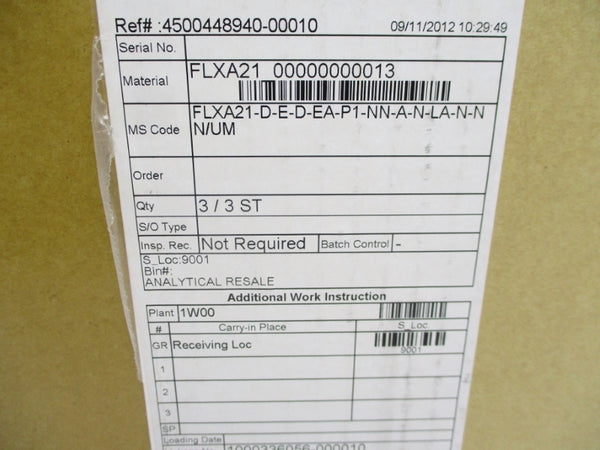 Ref# :4500448940-00010 09/11/2012 10:29:49
Serial No.
Material FLXA21 00000000013
MS Code FLXA21-D-E-D-EA-P1-NN-A-N-LA-N-N
N/UM
Order
Qty 3 / 3 ST
S/O Type
Insp. Rec. Not Required Batch Control -
S_Loc:9001
Bin#:
ANALYTICAL RESALE
Additional Work Instruction
Plant 1W00
# Carry-in Place S_Loc
GR Receiving Loc 9001
1
2
3
SP
Loading Date
1000336056-000010